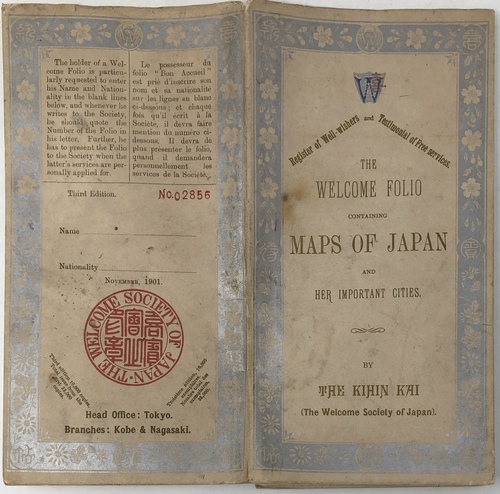 The holder of a Wel-
come Folio is particu-
larly requested to enter
his Name and Nation-
ality in the blank lines
below, and whenever he
writes to the Society,
he should quote the
Number of the Folio in
his letter. Further, he
has to present the Folio
to the Society when the
latter's services are per-
sonally applied for.
Le possesseur du
folio "Bon Accueil"
est prié d'inscrire son
nom et sa nationalité
sur les lignes en blanc
ci-dessous; et chaque
fois qu'il écrit à la
Society, il devra faire
mention du numéro ci-
dessous. Il devra de
plus présenter le folio,
quand il demandera
personnellement les
services de la Society.
Third Edition. No. 02856
Name
Nationality
November, 1901.
THE WELCOME SOCIETY OF JAPAN
Head Office: Tokyo.
Branches: Kobe & Nagasaki.
W
Register of Well-wishers and Testimonial of Free services.
THE
WELCOME FOLIO
CONTAINING
MAPS OF JAPAN
AND
HER IMPORTANT CITIES.
BY
THE KIHIN KAI
(The Welcome Society of Japan).